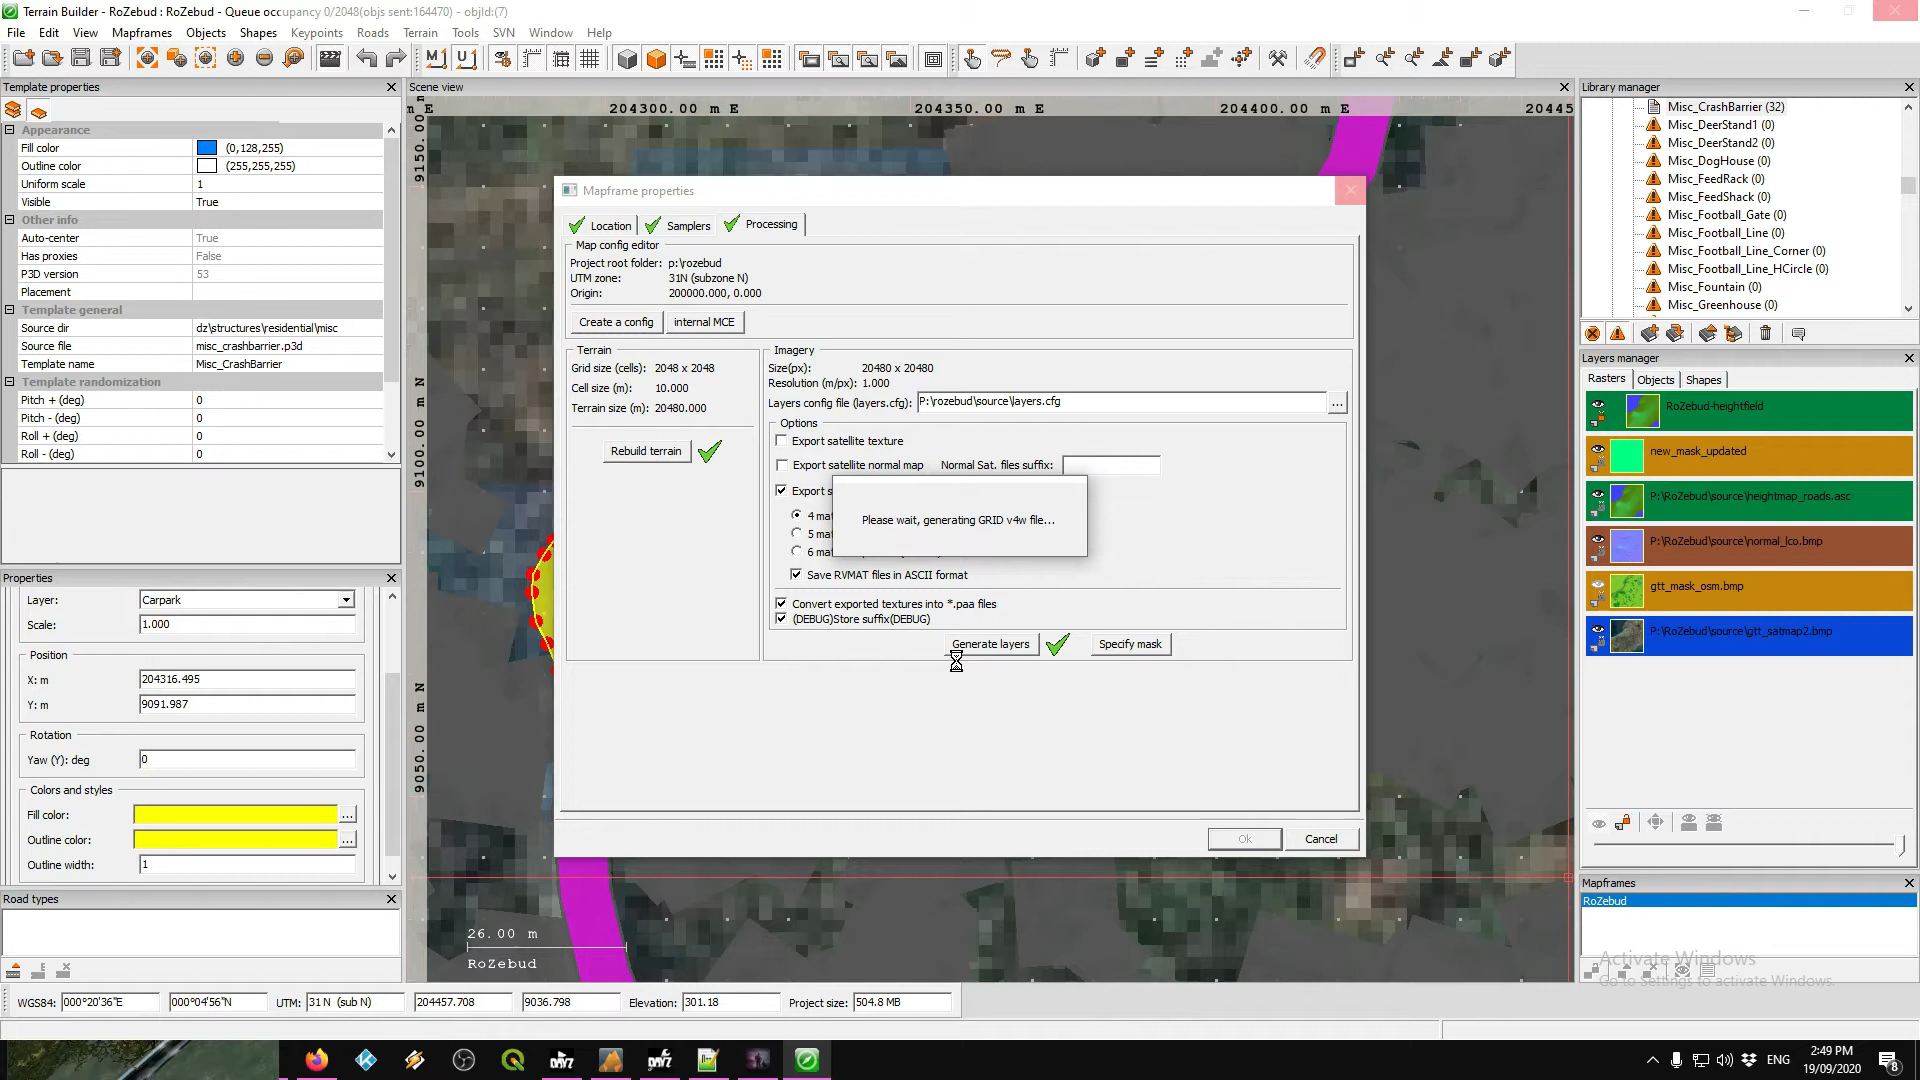 Terrain Builder - RoZebud : RoZebud - Queue occupancy 0/2048(objs sent:164470) - objId:(7)
File Edit View Mapframes Objects Shapes Keypoints Roads Terrain Tools SVN Window Help
Template properties
Appearance
Fill color (0,128,255)
Outline color (255,255,255)
Uniform scale 1
Visible True
Other info
Auto-center True
Has proxies False
P3D version 53
Placement
Template general
Source dir dz\structures\residential\misc
Source file misc_crashbarrier.p3d
Template name Misc_CrashBarrier
Template randomization
Pitch + (deg) 0
Pitch - (deg) 0
Roll + (deg) 0
Roll - (deg) 0
Properties
Layer: Carpark
Scale: 1.000
Position
X: m 204316.495
Y: m 9091.987
Rotation
Yaw (Y): deg 0
Colors and styles
Fill color: ...
Outline color: ...
Outline width: 1
Road types
Scene view
m E 204300.00 m E 204350.00 m E 204400.00 m E 20445
9150.00
9100.00 m N
9050.00 m N
26.00 m
RoZebud
Mapframe properties
Location Samplers Processing
Map config editor
Project root folder: p:\rozebud
UTM zone: 31N (subzone N)
Origin: 200000.000, 0.000
Create a config internal MCE
Terrain
Grid size (cells): 2048 x 2048
Cell size (m): 10.000
Terrain size (m): 20480.000
Rebuild terrain
Imagery
Size(px): 20480 x 20480
Resolution (m/px): 1.000
Layers config file (layers.cfg): P:\rozebud\source\layers.cfg ...
Options
Export satellite texture
Export satellite normal map Normal Sat. files suffix:
Export s
4 mat
5 mat
6 mat
Please wait, generating GRID v4w file...
Save RVMAT files in ASCII format
Convert exported textures into *.paa files
(DEBUG)Store suffix(DEBUG)
Generate layers Specify mask
Ok Cancel
Library manager
Misc_CrashBarrier (32)
Misc_DeerStand1 (0)
Misc_DeerStand2 (0)
Misc_DogHouse (0)
Misc_FeedRack (0)
Misc_FeedShack (0)
Misc_Football_Gate (0)
Misc_Football_Line (0)
Misc_Football_Line_Corner (0)
Misc_Football_Line_HCircle (0)
Misc_Fountain (0)
Misc_Greenhouse (0)
Layers manager
Rasters Objects Shapes
RoZebud-heightfield
new_mask_updated
P:\RoZebud\source\heightmap_roads.asc
P:\RoZebud\source\normal_lco.bmp
gtt_mask_osm.bmp
P:\RoZebud\source\gtt_satmap2.bmp
Mapframes
RoZebud
Activate Windows
Go to Settings to activate Windows.
WGS84: 000°20'36"E 000°04'56"N UTM: 31 N (sub N) 204457.708 9036.798 Elevation: 301.18 Project size: 504.8 MB
ENG
2:49 PM
19/09/2020
8